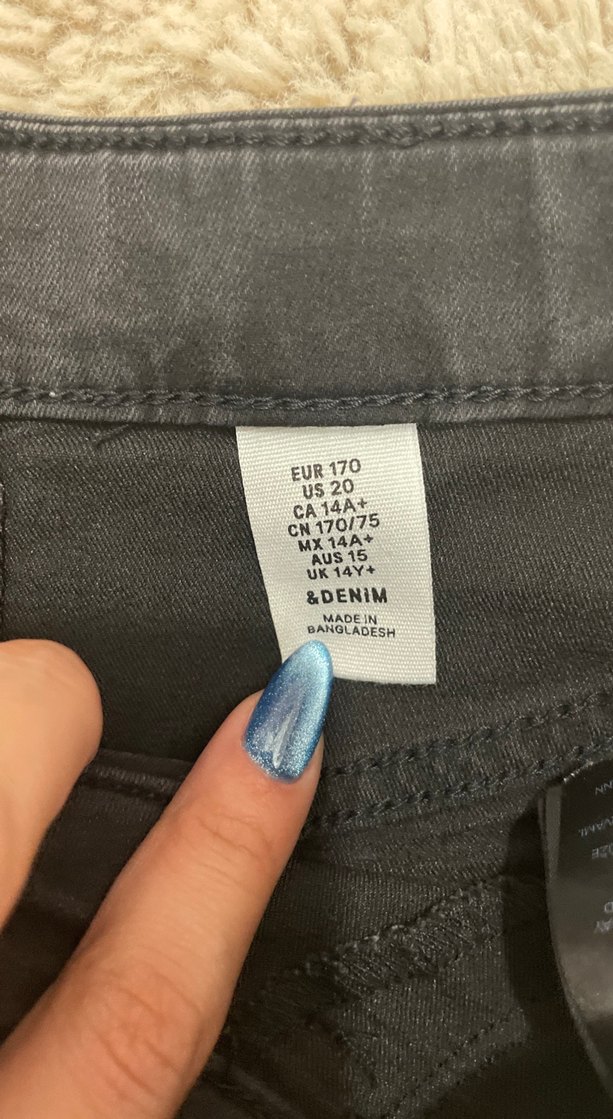 EUR 170
US 20
CA 14A+
CN 170/75
MX 14A+
AUS 15
UK 14Y+
&DENIM
MADE IN
BANGLADESH